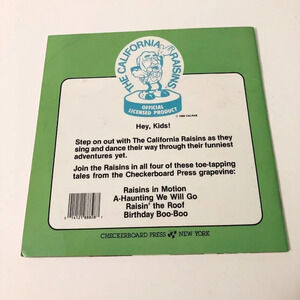 THE CALIFORNIA RAISINS
OFFICIAL
LICENSED PRODUCT
Hey, Kids!
Step on out with The California Raisins as they
sing and dance their way through their funniest
adventures yet.
Join the Raisins in all four of these toe-tapping
tales from the Checkerboard Press grapevine:
Raisins in Motion
A-Haunting We Will Go
Raisin' the Roof
Birthday Boo-Boo
CHECKERBOARD PRESS NEW YORK